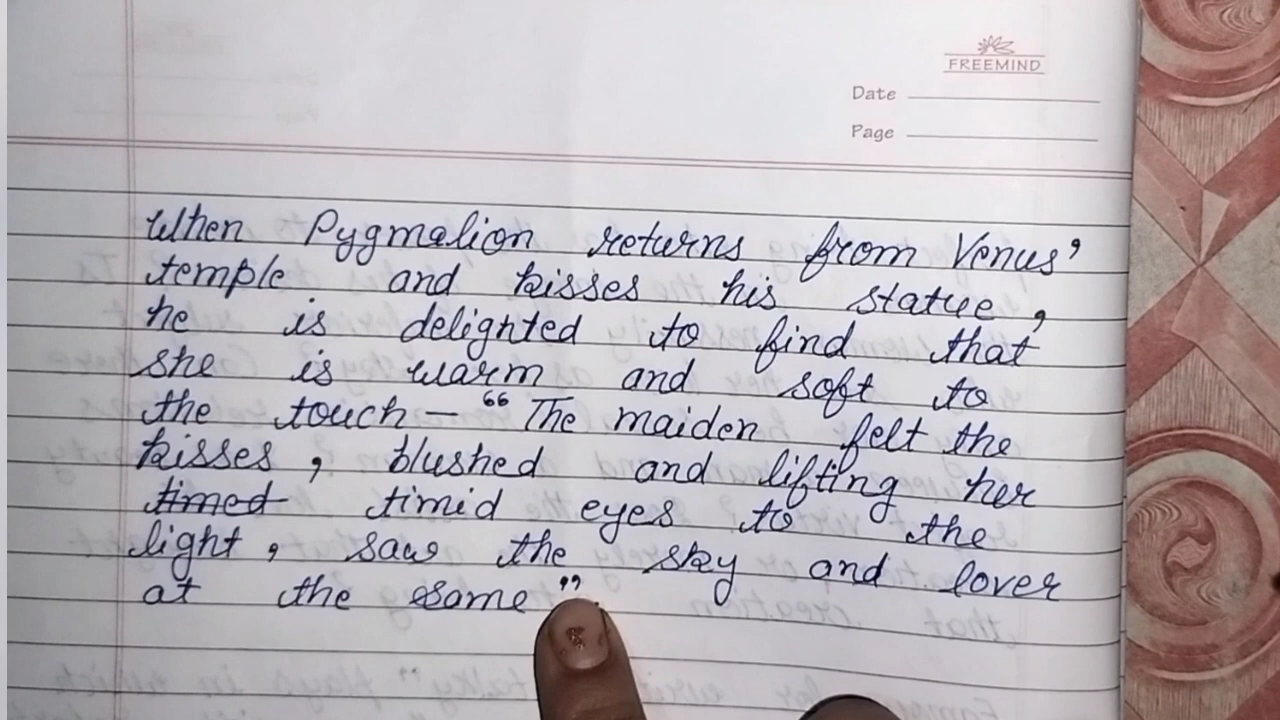 FREEMIND
Date
Page
When Pygmalion returns from Venus'
temple and kisses his statue,
he is delighted to find that
she is warm and soft to
the touch — "The maiden felt the
kisses, blushed and lifting her
timed timid eyes to the
light, saw the sky and lover
at the same"